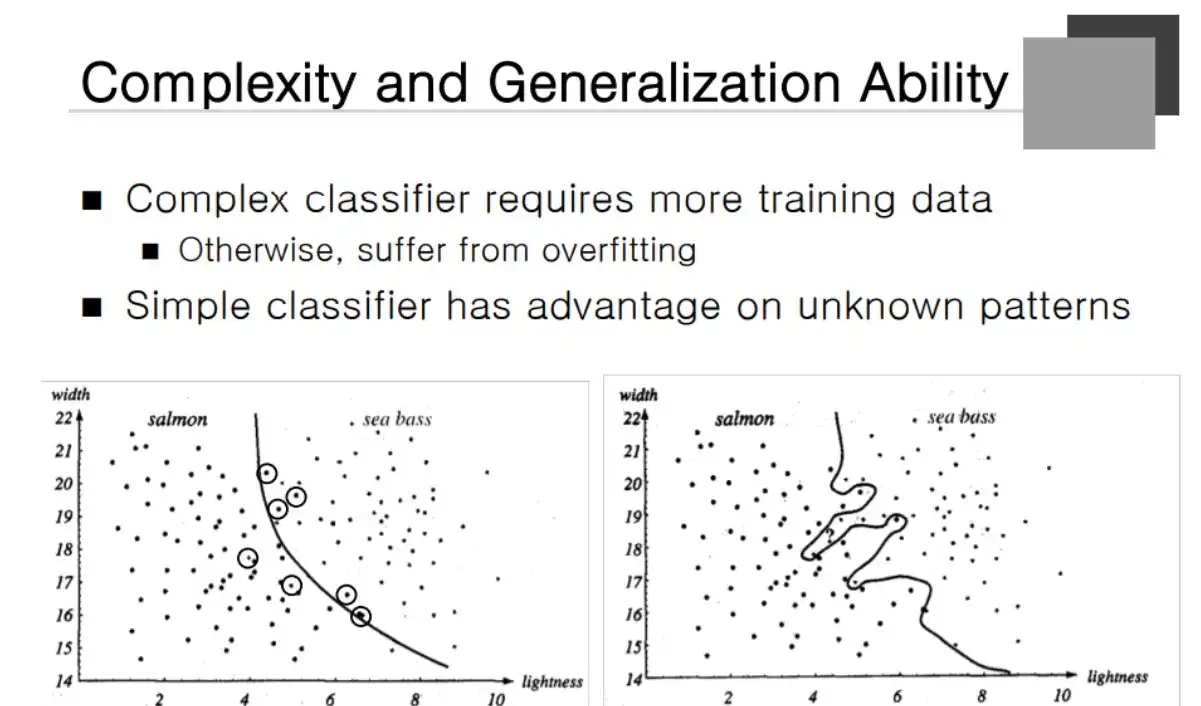 Complexity and Generalization Ability
Complex classifier requires more training data
Otherwise, suffer from overfitting
Simple classifier has advantage on unknown patterns
width
22
salmon
sea bass
21
20
19
18
17
16
15
14
lightness
2
4
6
8
10
width
22
salmon
sea bass
21
20
19
?
18
17
16
15
14
lightness
2
4
6
8
10